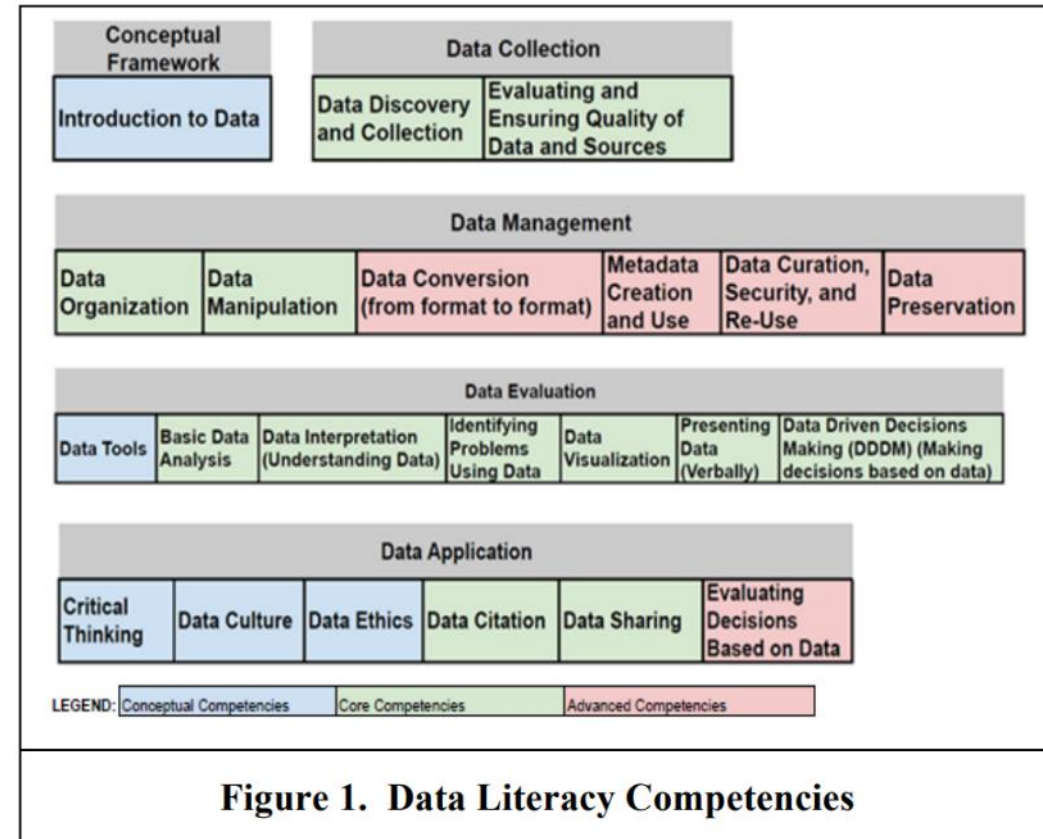 Conceptual
Framework
Introduction to Data
Data Collection
Data Discovery
and Collection
Evaluating and
Ensuring Quality of
Data and Sources
Data Management
Data
Organization
Data
Manipulation
Data Conversion
(from format to format)
Metadata
Creation
and Use
Data Curation,
Security, and
Re-Use
Data
Preservation
Data Evaluation
Data Tools
Basic Data
Analysis
Data Interpretation
(Understanding Data)
Identifying
Problems
Using Data
Data
Visualization
Presenting
Data
(Verbally)
Data Driven Decisions
Making (DDDM) (Making
decisions based on data)
Data Application
Critical
Thinking
Data Culture
Data Ethics
Data Citation
Data Sharing
Evaluating
Decisions
Based on Data
LEGEND: Conceptual Competencies Core Competencies Advanced Competencies
Figure 1. Data Literacy Competencies